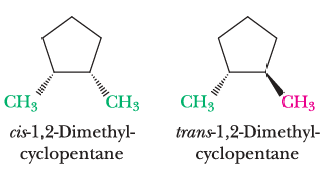 CH3 CH3 CH3 CH3
cis-1,2-Dimethyl- trans-1,2-Dimethyl-
cyclopentane cyclopentane